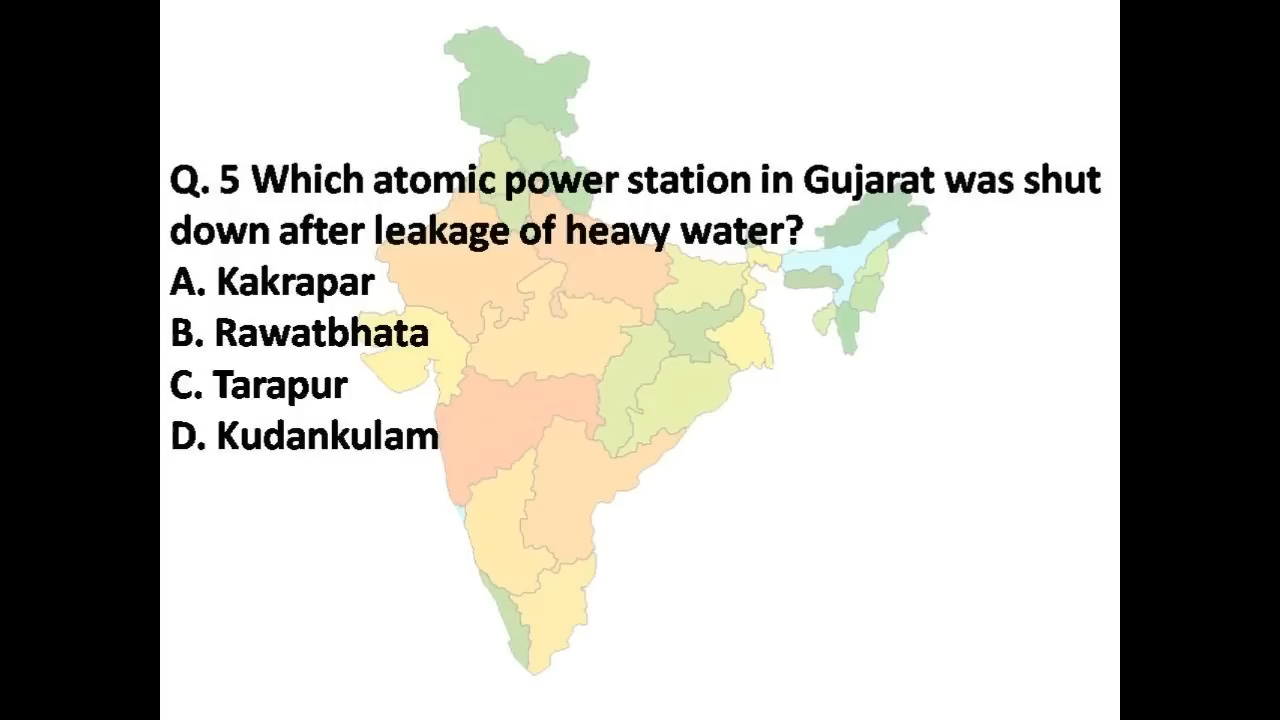 Q. 5 Which atomic power station in Gujarat was shut
down after leakage of heavy water?
A. Kakrapar
B. Rawatbhata
C. Tarapur
D. Kudankulam